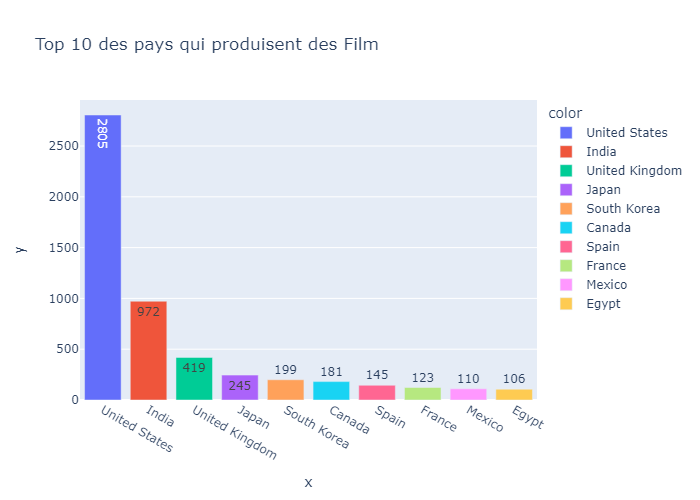 Top 10 des pays qui produisent des Film
color
United States
India
United Kingdom
Japan
South Korea
Canada
Spain
France
Mexico
Egypt
y
2500
2000
1500
1000
500
0
2805
972
419
245
199
181
145
123
110
106
United States
India
United Kingdom
Japan
South Korea
Canada
Spain
France
Mexico
Egypt
x